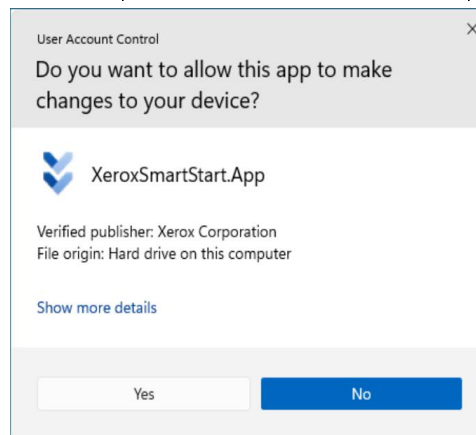 User Account Control
Do you want to allow this app to make
changes to your device?
XeroxSmartStart.App
Verified publisher: Xerox Corporation
File origin: Hard drive on this computer
Show more details
Yes
No